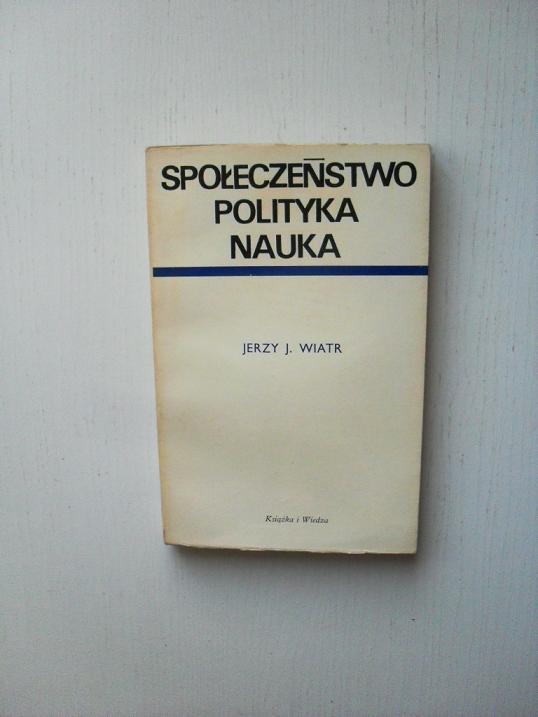 SPOŁECZEŃSTWO
POLITYKA
NAUKA
JERZY J. WIATR
Książka i Wiedza